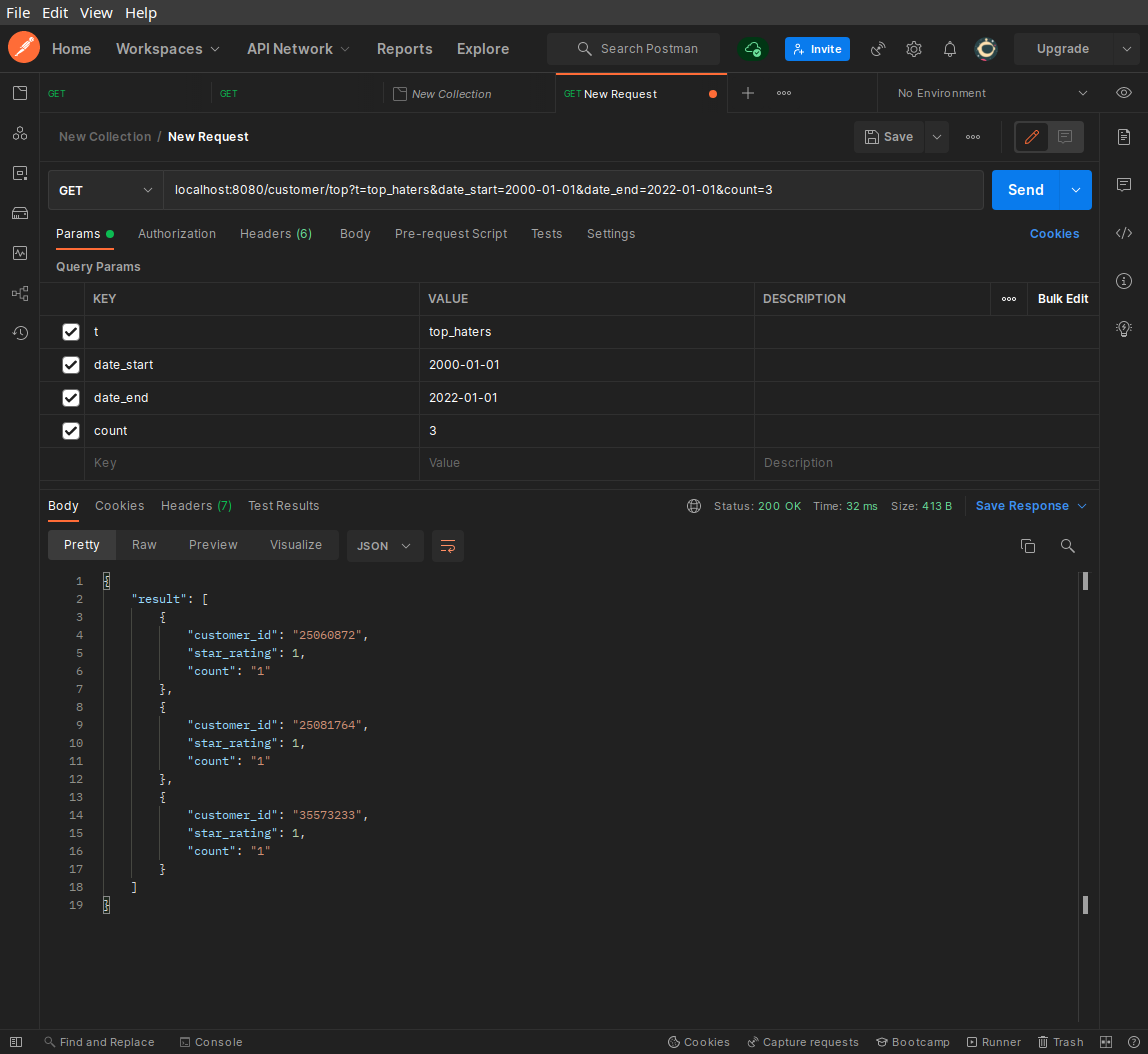 File Edit View Help
Home Workspaces API Network Reports Explore Search Postman Invite Upgrade
GET GET New Collection GET New Request No Environment
New Collection / New Request Save
GET localhost:8080/customer/top?t=top_haters&date_start=2000-01-01&date_end=2022-01-01&count=3 Send
Params Authorization Headers (6) Body Pre-request Script Tests Settings Cookies
Query Params
KEY VALUE DESCRIPTION Bulk Edit
t top_haters
date_start 2000-01-01
date_end 2022-01-01
count 3
Key Value Description
Body Cookies Headers (7) Test Results Status: 200 OK Time: 32 ms Size: 413 B Save Response
Pretty Raw Preview Visualize JSON
1 {
2 "result": [
3 {
4 "customer_id": "25060872",
5 "star_rating": 1,
6 "count": "1"
7 },
8 {
9 "customer_id": "25081764",
10 "star_rating": 1,
11 "count": "1"
12 },
13 {
14 "customer_id": "35573233",
15 "star_rating": 1,
16 "count": "1"
17 }
18 ]
19 }
Find and Replace Console Cookies Capture requests Bootcamp Runner Trash